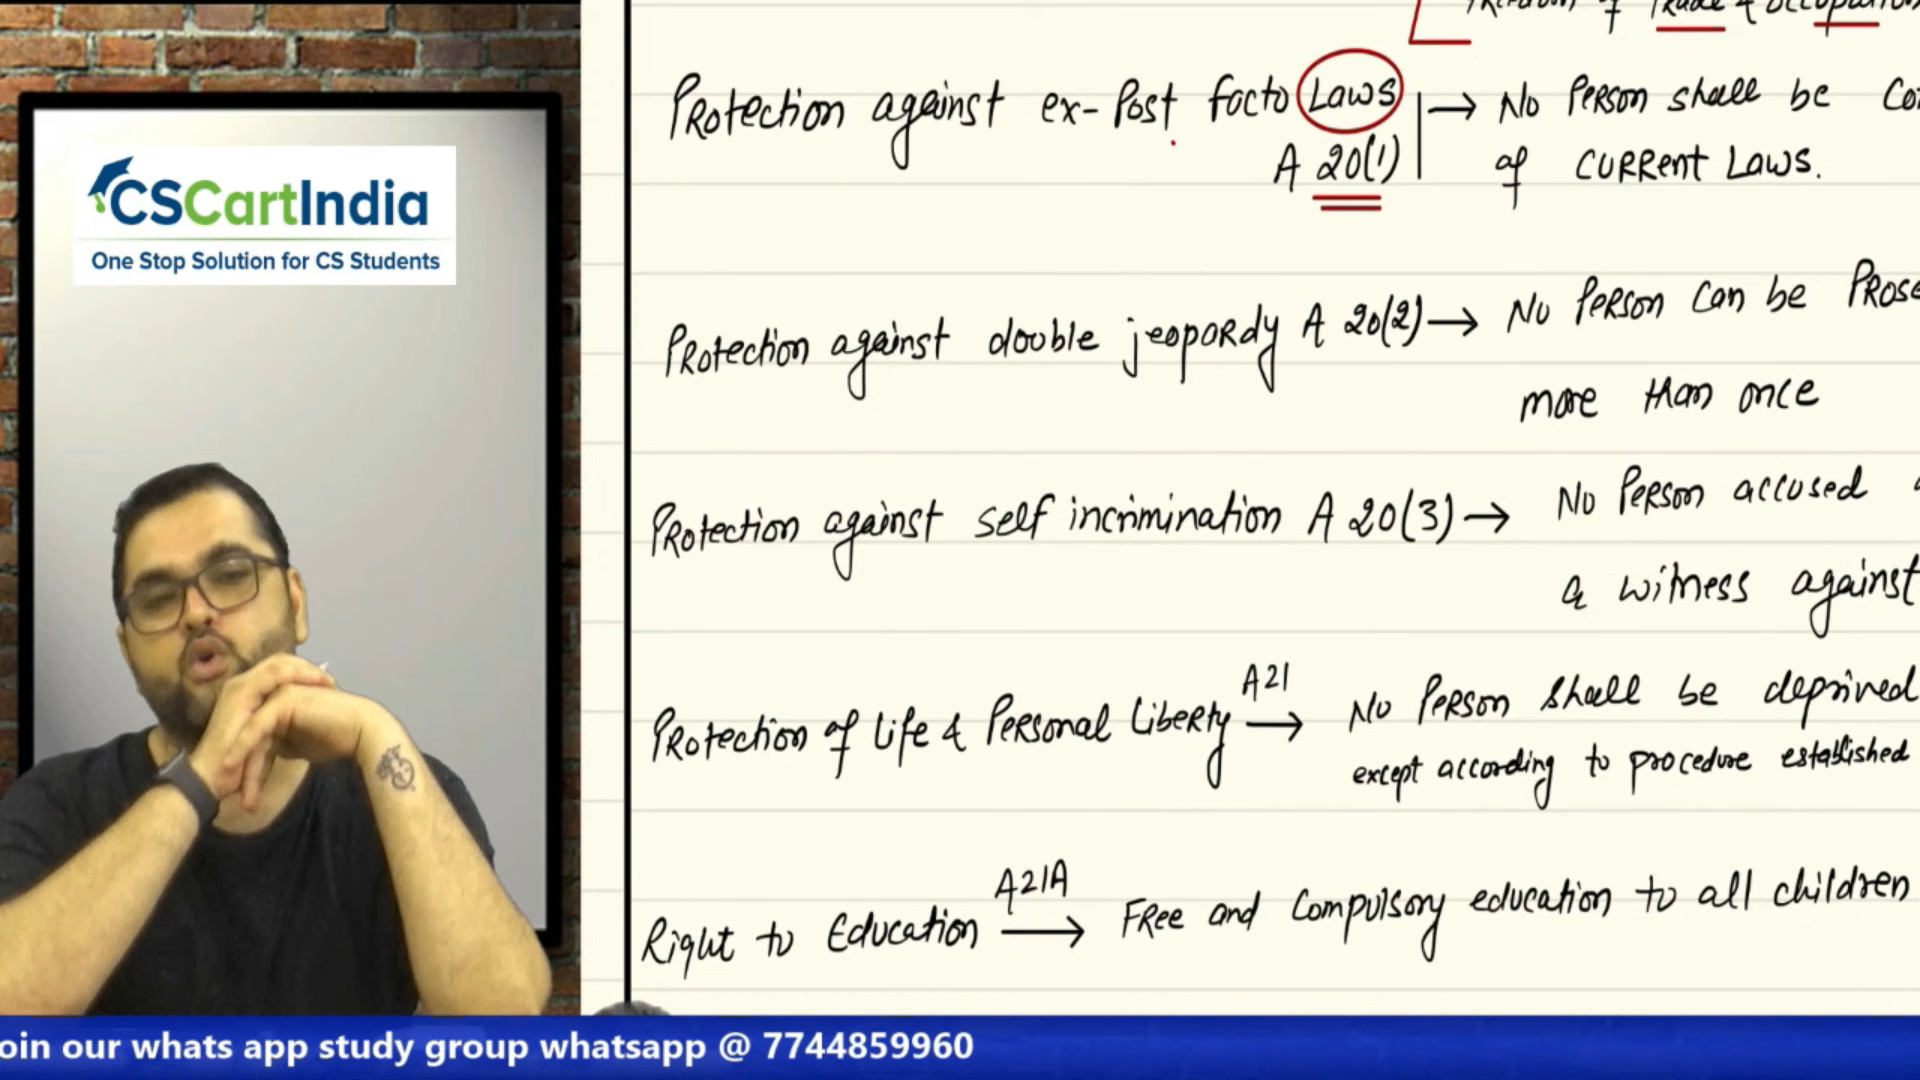 Trade & Occupation
Protection against ex-Post facto Laws → No Person shall be
A 20(1) of CURRENT Laws.
Protection against double jeopardy A 20(2) → No Person can be
more than once
Protection against self incrimination A 20(3) → No Person accused
a witness against
Protection of Life & Personal Liberty A21 → No Person shall be deprived
except according to procedure established
Right to Education A21A → Free and Compulsory education to all children
CSCartIndia
One Stop Solution for CS Students
oin our whats app study group whatsapp @ 7744859960